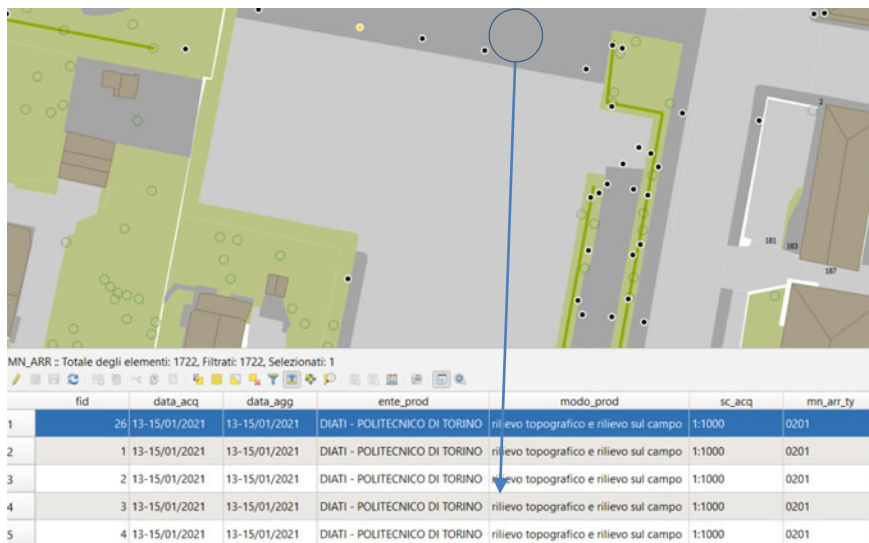 2
181
183
187
MN_ARR :: Totale degli elementi: 1722, Filtrati: 1722, Selezionati: 1
fid data_acq data_agg ente_prod modo_prod sc_acq mn_arr_ty
1 26 13-15/01/2021 13-15/01/2021 DIATI - POLITECNICO DI TORINO rilievo topografico e rilievo sul campo 1:1000 0201
2 1 13-15/01/2021 13-15/01/2021 DIATI - POLITECNICO DI TORINO rilievo topografico e rilievo sul campo 1:1000 0201
3 2 13-15/01/2021 13-15/01/2021 DIATI - POLITECNICO DI TORINO rilievo topografico e rilievo sul campo 1:1000 0201
4 3 13-15/01/2021 13-15/01/2021 DIATI - POLITECNICO DI TORINO rilievo topografico e rilievo sul campo 1:1000 0201
5 4 13-15/01/2021 13-15/01/2021 DIATI - POLITECNICO DI TORINO rilievo topografico e rilievo sul campo 1:1000 0201